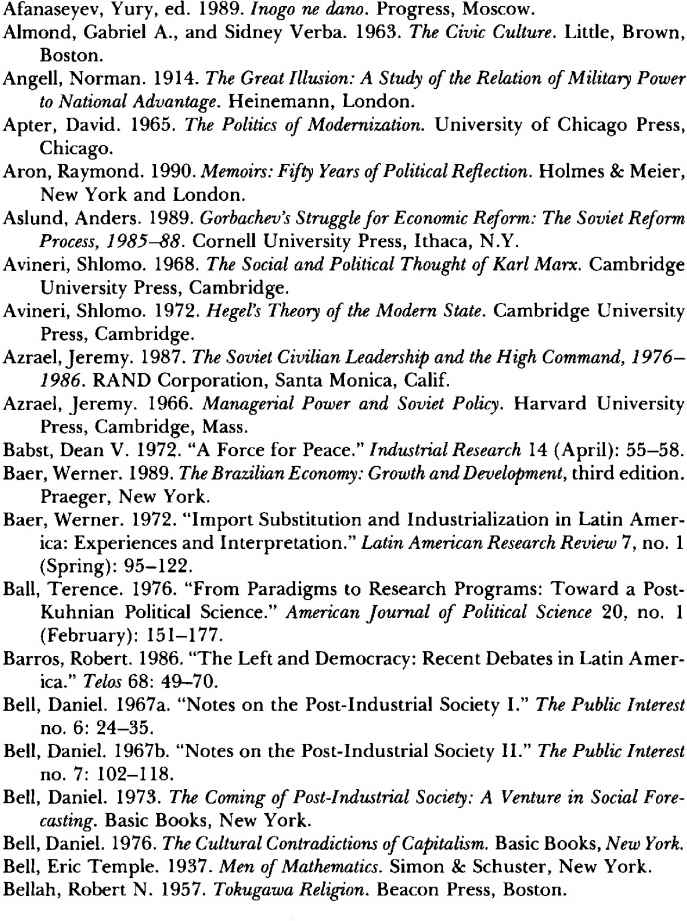 Afanaseyev, Yury, ed. 1989. Inogo ne dano. Progress, Moscow.
Almond, Gabriel A., and Sidney Verba. 1963. The Civic Culture. Little, Brown,
Boston.
Angell, Norman. 1914. The Great Illusion: A Study of the Relation of Military Power
to National Advantage. Heinemann, London.
Apter, David. 1965. The Politics of Modernization. University of Chicago Press,
Chicago.
Aron, Raymond. 1990. Memoirs: Fifty Years of Political Reflection. Holmes & Meier,
New York and London.
Aslund, Anders. 1989. Gorbachev's Struggle for Economic Reform: The Soviet Reform
Process, 1985–88. Cornell University Press, Ithaca, N.Y.
Avineri, Shlomo. 1968. The Social and Political Thought of Karl Marx. Cambridge
University Press, Cambridge.
Avineri, Shlomo. 1972. Hegel's Theory of the Modern State. Cambridge University
Press, Cambridge.
Azrael, Jeremy. 1987. The Soviet Civilian Leadership and the High Command, 1976–
1986. RAND Corporation, Santa Monica, Calif.
Azrael, Jeremy. 1966. Managerial Power and Soviet Policy. Harvard University
Press, Cambridge, Mass.
Babst, Dean V. 1972. “A Force for Peace.” Industrial Research 14 (April): 55–58.
Baer, Werner. 1989. The Brazilian Economy: Growth and Development, third edition.
Praeger, New York.
Baer, Werner. 1972. “Import Substitution and Industrialization in Latin Amer-
ica: Experiences and Interpretation.” Latin American Research Review 7, no. 1
(Spring): 95–122.
Ball, Terence. 1976. “From Paradigms to Research Programs: Toward a Post-
Kuhnian Political Science.” American Journal of Political Science 20, no. 1
(February): 151–177.
Barros, Robert. 1986. “The Left and Democracy: Recent Debates in Latin Amer-
ica.” Telos 68: 49–70.
Bell, Daniel. 1967a. “Notes on the Post-Industrial Society I.” The Public Interest
no. 6: 24–35.
Bell, Daniel. 1967b. “Notes on the Post-Industrial Society II.” The Public Interest
no. 7: 102–118.
Bell, Daniel. 1973. The Coming of Post-Industrial Society: A Venture in Social Fore-
casting. Basic Books, New York.
Bell, Daniel. 1976. The Cultural Contradictions of Capitalism. Basic Books, New York.
Bell, Eric Temple. 1937. Men of Mathematics. Simon & Schuster, New York.
Bellah, Robert N. 1957. Tokugawa Religion. Beacon Press, Boston.